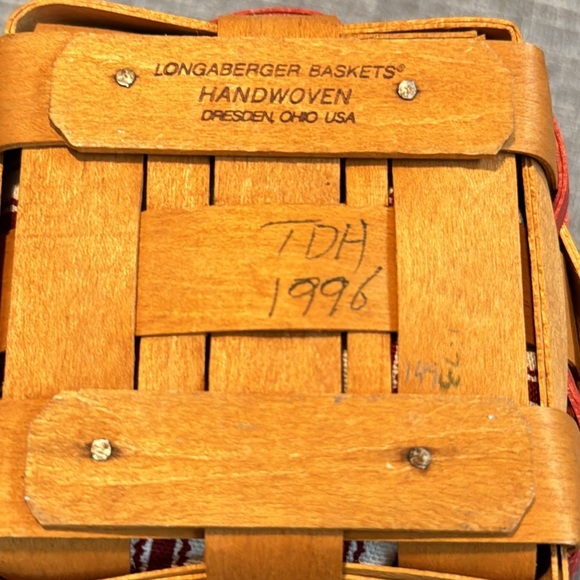 LONGABERGER BASKETS®
HANDWOVEN
DRESDEN, OHIO USA
TDH
1996